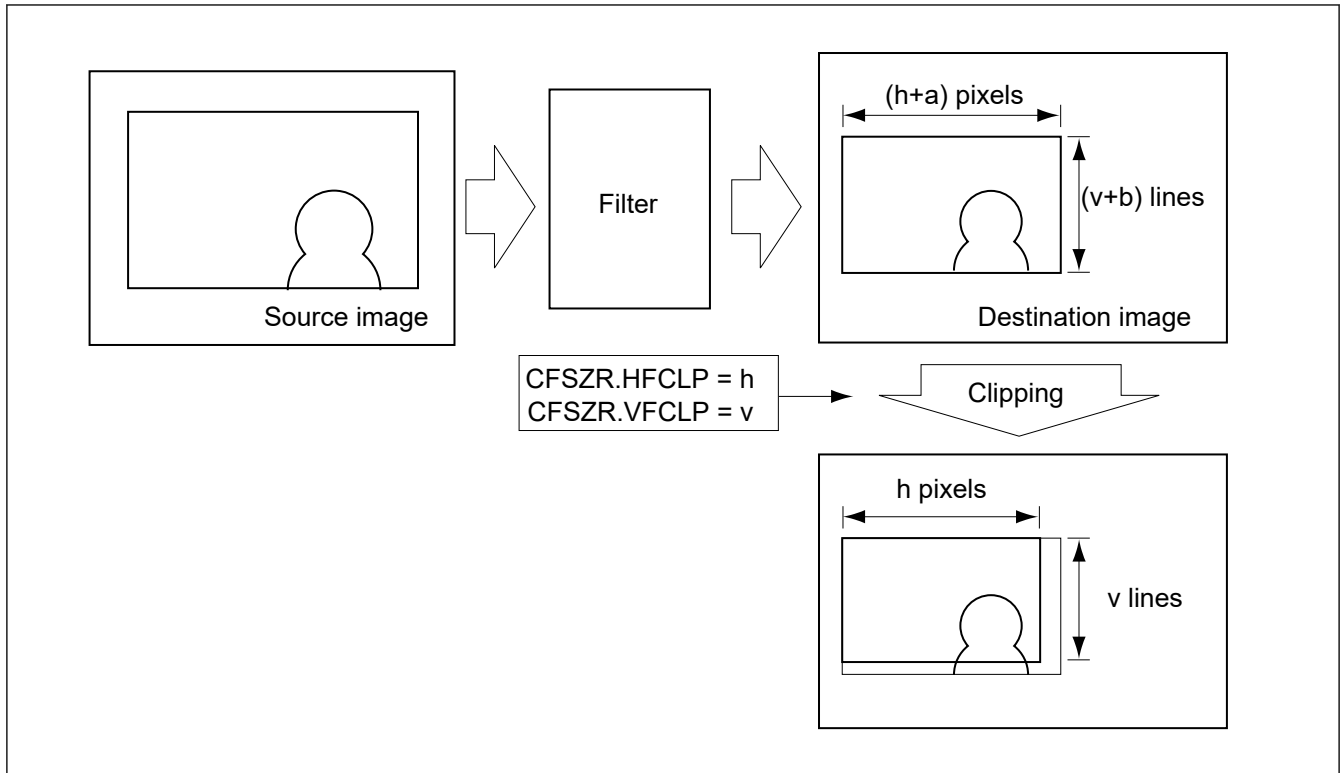 (h+a) pixels
Filter
(v+b) lines
Source image
Destination image
CFSZR.HFCLP = h
CFSZR.VFCLP = v
Clipping
h pixels
v lines